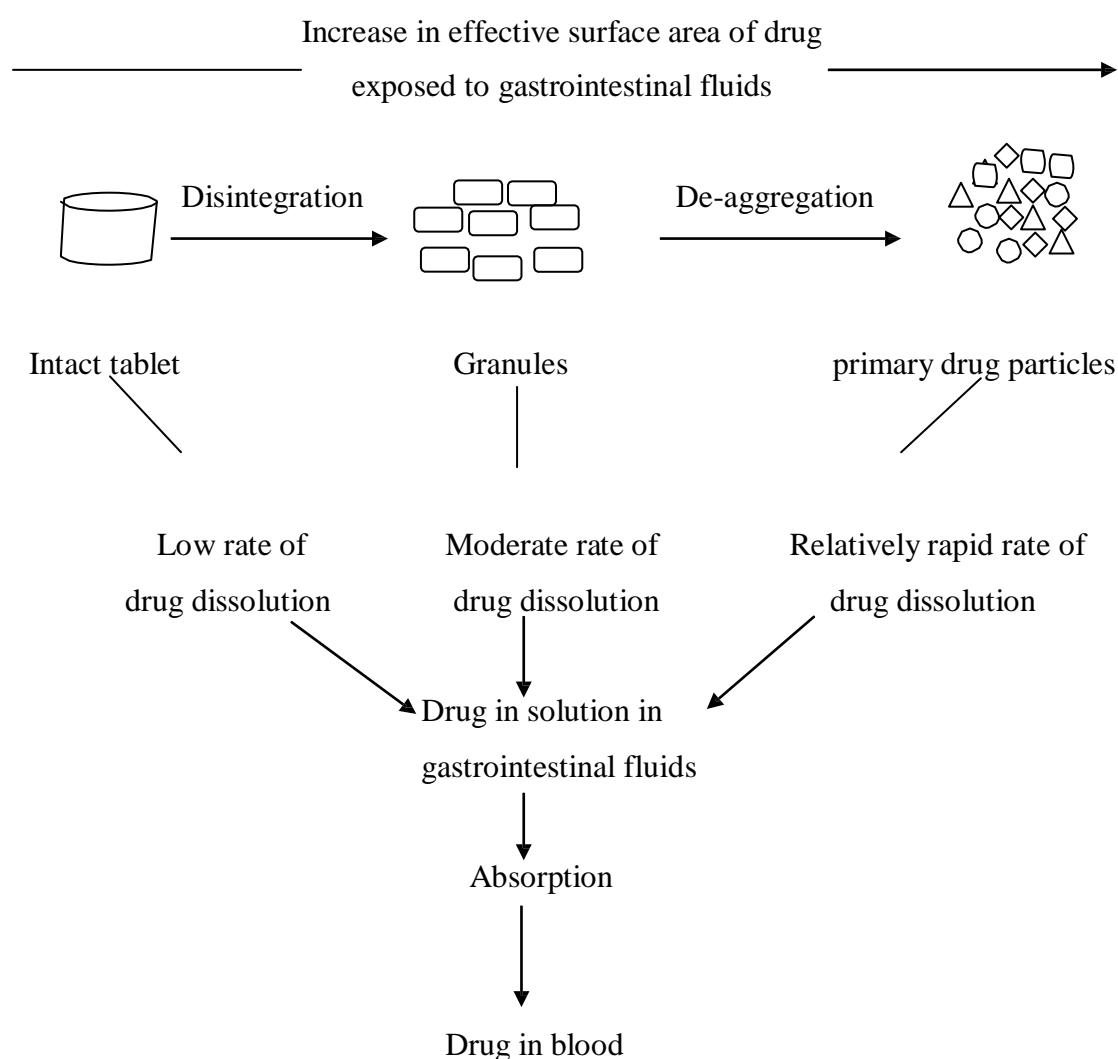 Increase in effective surface area of drug
exposed to gastrointestinal fluids
Disintegration
De-aggregation
Intact tablet
Granules
primary drug particles
Low rate of
drug dissolution
Moderate rate of
drug dissolution
Relatively rapid rate of
drug dissolution
Drug in solution in
gastrointestinal fluids
Absorption
Drug in blood